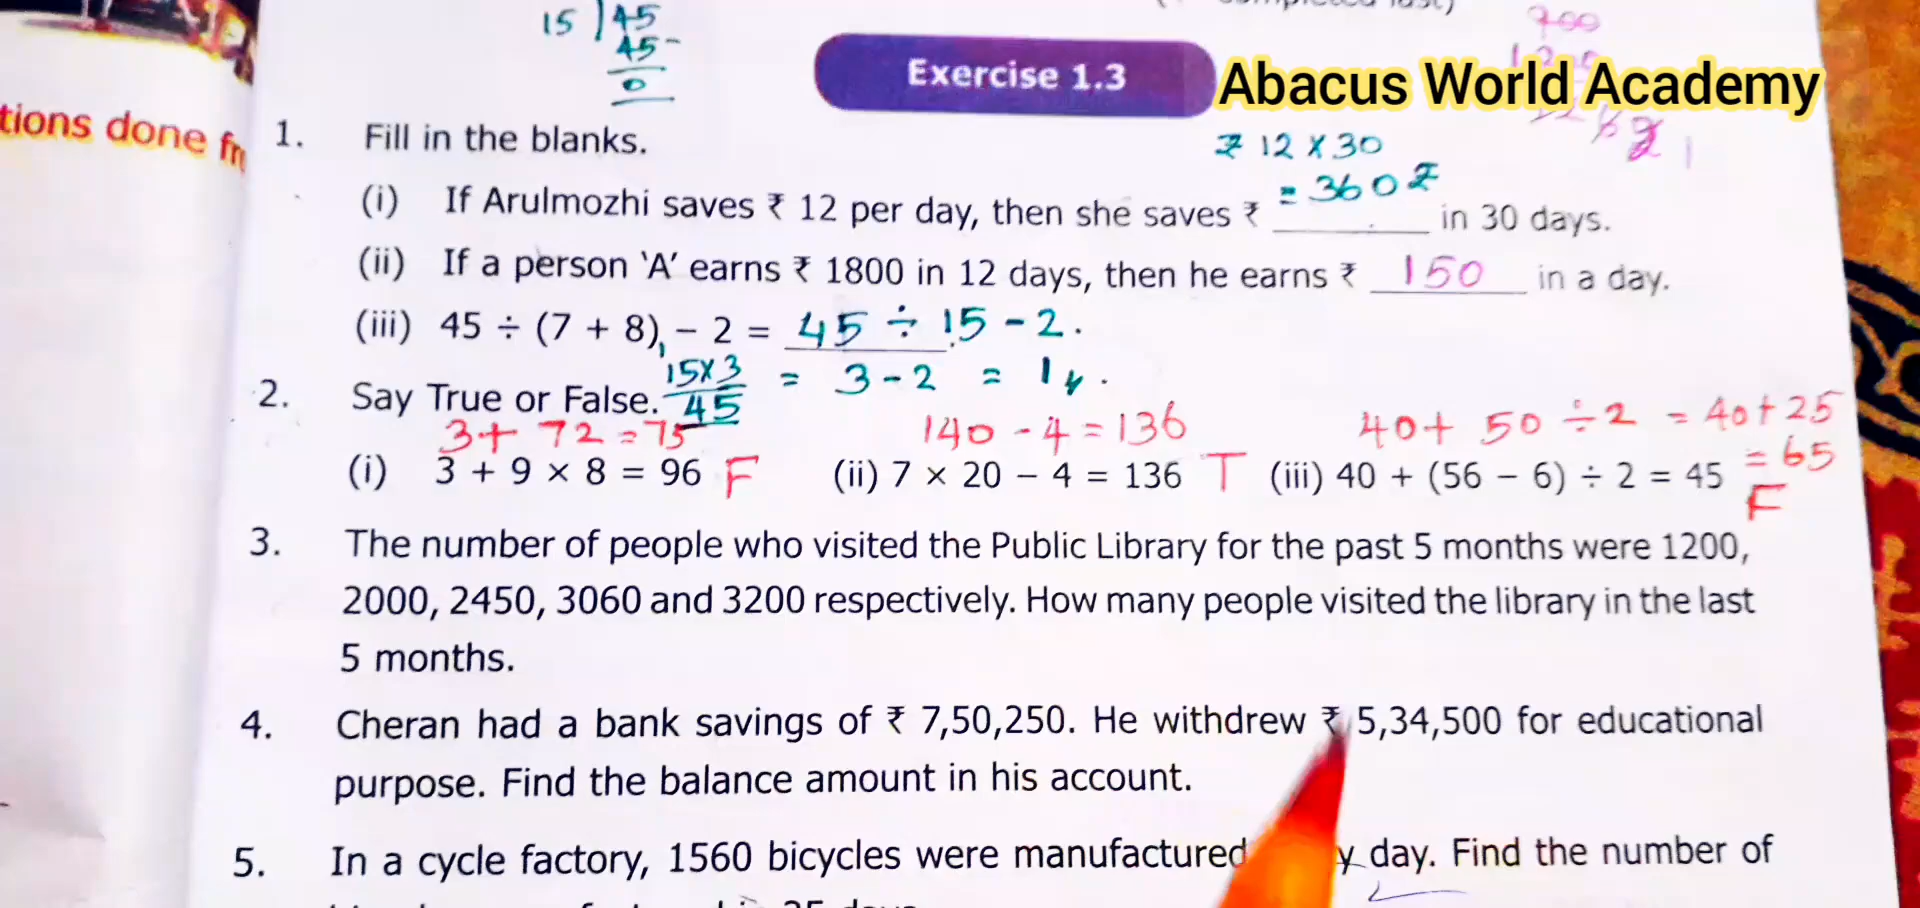 15 ) 45
45 -
0
Exercise 1.3
Abacus World Academy
tions done
1. Fill in the blanks.
₹ 12 x 30
= 360 ₹
(i) If Arulmozhi saves ₹ 12 per day, then she saves ₹ ________ in 30 days.
(ii) If a person ‘A’ earns ₹ 1800 in 12 days, then he earns ₹ 150 in a day.
(iii) 45 ÷ (7 + 8) – 2 = 45 ÷ 15 - 2.
15 x 3
45
= 3 - 2 = 1
2. Say True or False.
3 + 72 = 75
140 - 4 = 136
40 + 50 ÷ 2 = 40 + 25
= 65
(i) 3 + 9 × 8 = 96 F (ii) 7 × 20 – 4 = 136 T (iii) 40 + (56 – 6) ÷ 2 = 45 F
3. The number of people who visited the Public Library for the past 5 months were 1200,
2000, 2450, 3060 and 3200 respectively. How many people visited the library in the last
5 months.
4. Cheran had a bank savings of ₹ 7,50,250. He withdrew ₹ 5,34,500 for educational
purpose. Find the balance amount in his account.
5. In a cycle factory, 1560 bicycles were manufactured day. Find the number of